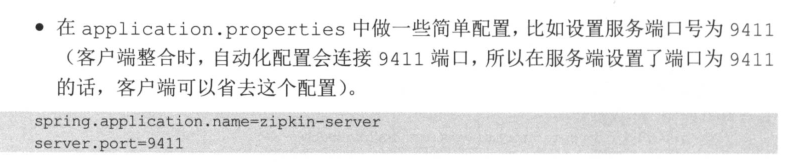 ● 在 application.properties 中做一些简单配置，比如设置服务端口号为 9411
（客户端整合时，自动化配置会连接 9411 端口，所以在服务端设置了端口为 9411
的话，客户端可以省去这个配置）。
spring.application.name=zipkin-server
server.port=9411